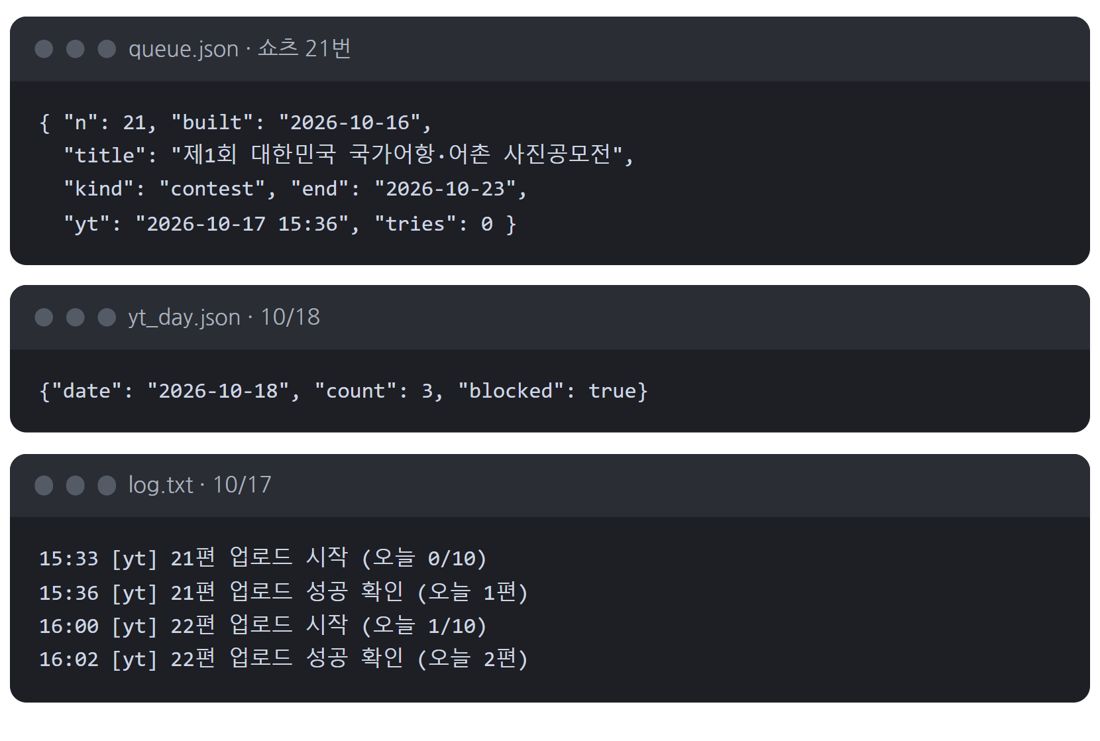 queue.json · 쇼츠 21번
{ "n": 21, "built": "2026-10-16",
"title": "제1회 대한민국 국가어항·어촌 사진공모전",
"kind": "contest", "end": "2026-10-23",
"yt": "2026-10-17 15:36", "tries": 0 }
yt_day.json · 10/18
{"date": "2026-10-18", "count": 3, "blocked": true}
log.txt · 10/17
15:33 [yt] 21편 업로드 시작 (오늘 0/10)
15:36 [yt] 21편 업로드 성공 확인 (오늘 1편)
16:00 [yt] 22편 업로드 시작 (오늘 1/10)
16:02 [yt] 22편 업로드 성공 확인 (오늘 2편)